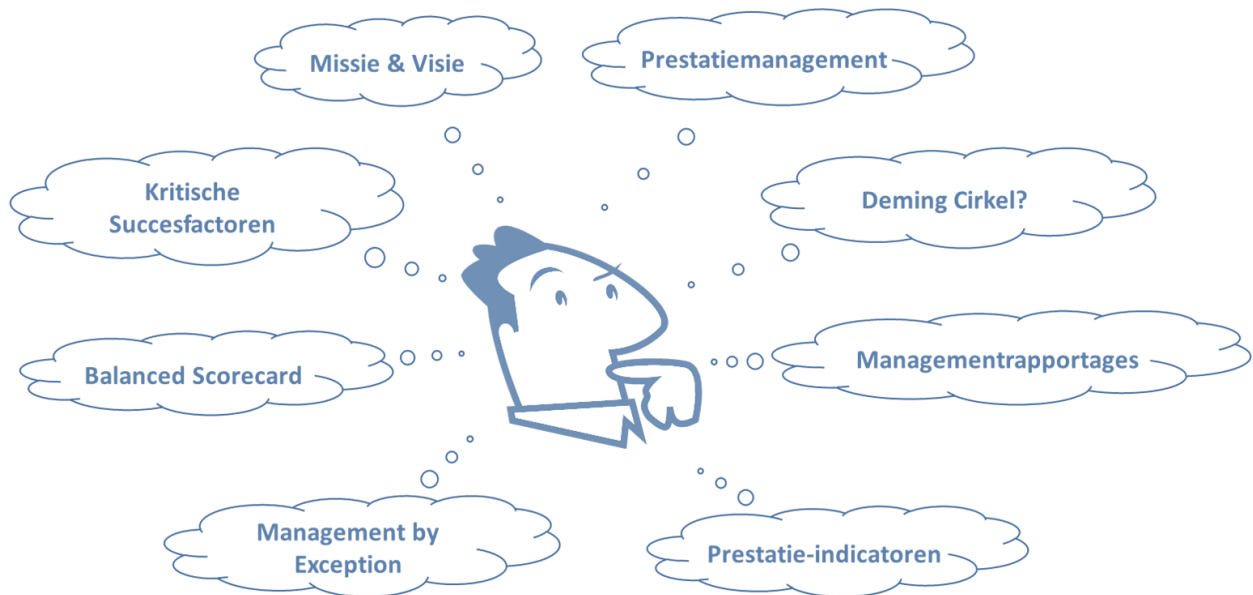 Missie & Visie
Prestatiemanagement
Kritische
Succesfactoren
Deming Cirkel?
Balanced Scorecard
Managementrapportages
Management by
Exception
Prestatie-indicatoren